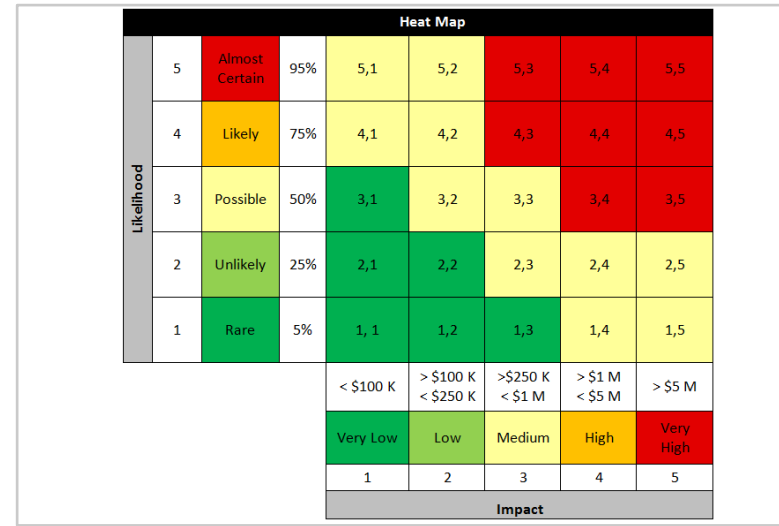 Heat Map
Likelihood
5 Almost Certain 95% 5,1 5,2 5,3 5,4 5,5
4 Likely 75% 4,1 4,2 4,3 4,4 4,5
3 Possible 50% 3,1 3,2 3,3 3,4 3,5
2 Unlikely 25% 2,1 2,2 2,3 2,4 2,5
1 Rare 5% 1, 1 1,2 1,3 1,4 1,5
< $100 K > $100 K < $250 K >$250 K < $1 M > $1 M < $5 M > $5 M
Very Low Low Medium High Very High
1 2 3 4 5
Impact